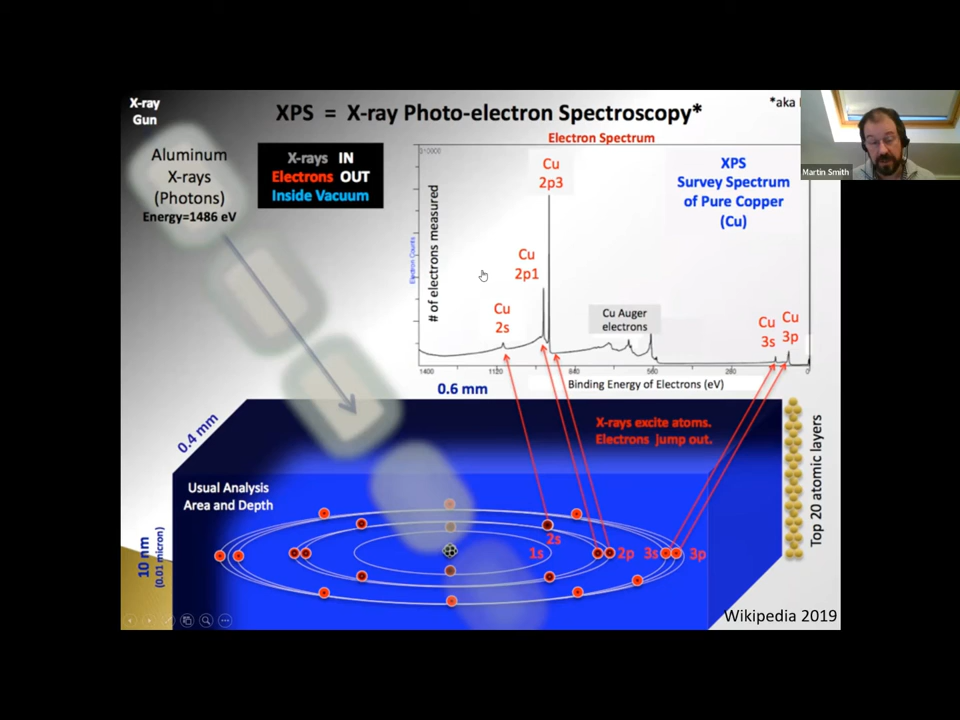 X-ray
Gun
XPS = X-ray Photo-electron Spectroscopy*
*aka
Martin Smith
Aluminum
X-rays
(Photons)
Energy=1486 eV
X-rays IN
Electrons OUT
Inside Vacuum
Electron Spectrum
Cu
2p3
XPS
Survey Spectrum
of Pure Copper
(Cu)
# of electrons measured
Electron Counts
Cu
2p1
Cu
2s
Cu Auger
electrons
Cu
3s
Cu
3p
1400
1120
840
560
280
0
Binding Energy of Electrons (eV)
0.6 mm
0.4 mm
X-rays excite atoms.
Electrons jump out.
Top 20 atomic layers
Usual Analysis
Area and Depth
10 nm
(0.01 micron)
1s
2s
2p
3s
3p
Wikipedia 2019